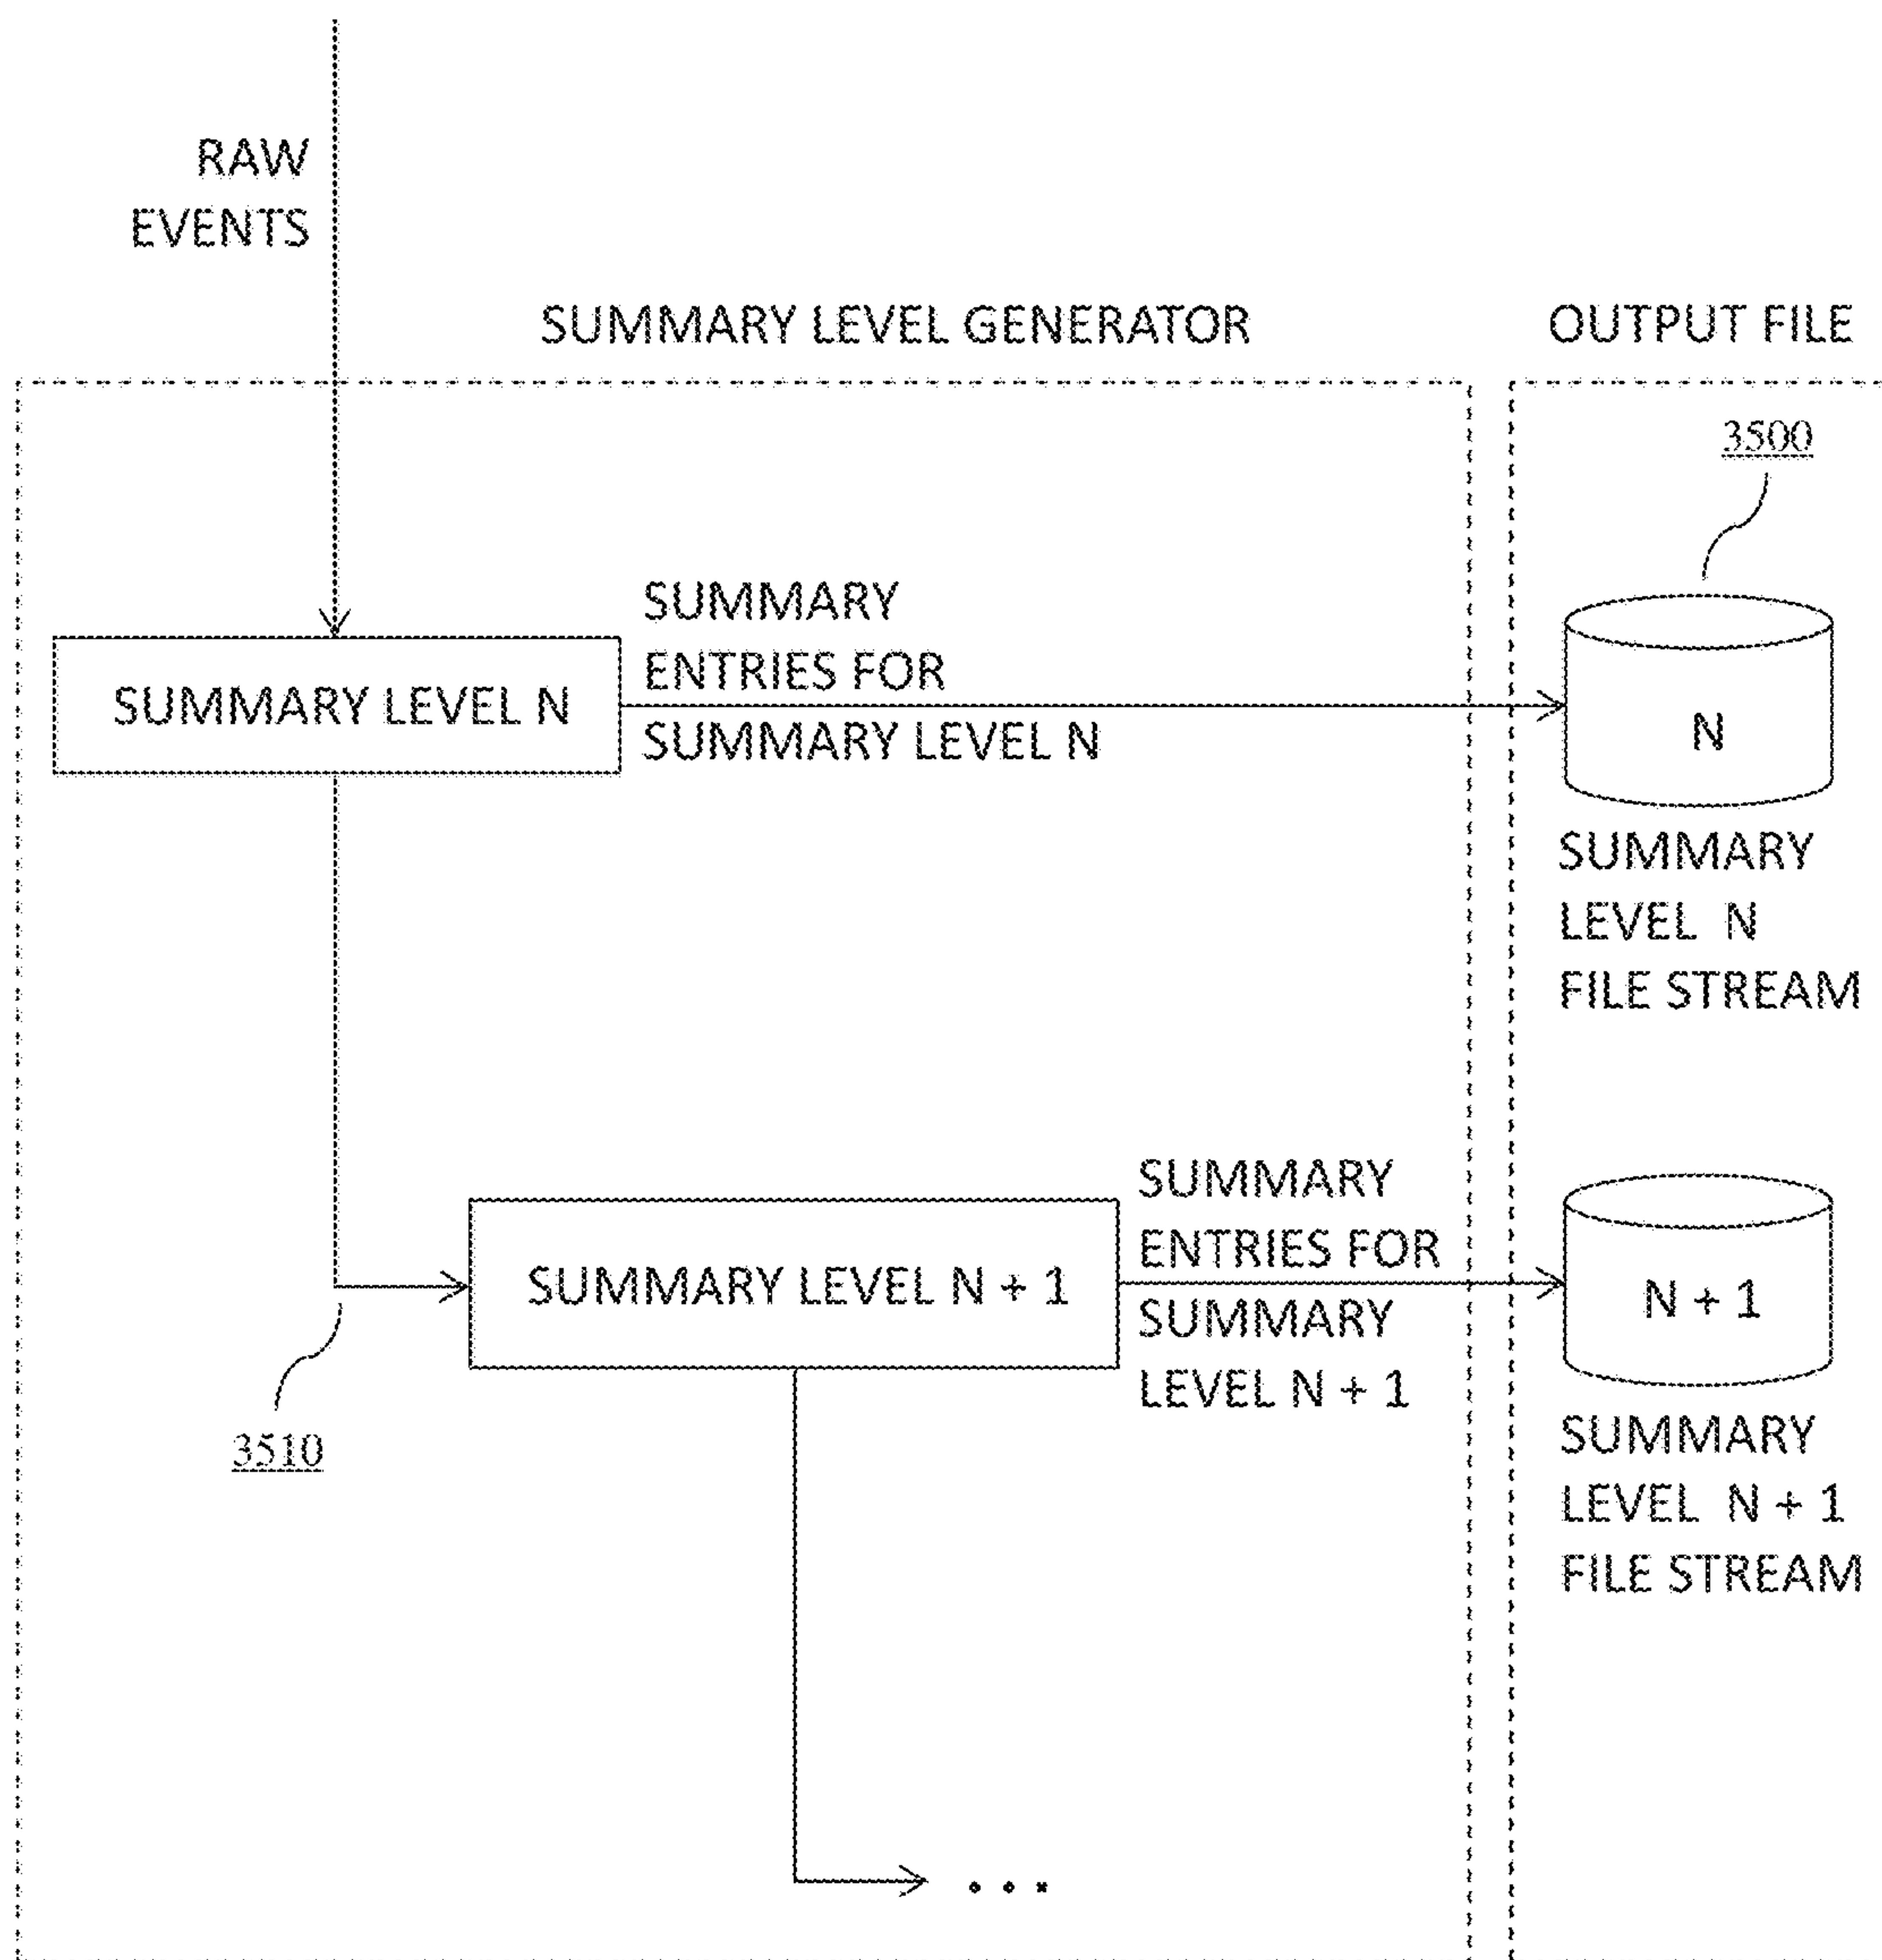 RAW
EVENTS
SUMMARY LEVEL GENERATOR
OUTPUT FILE
3500
SUMMARY
ENTRIES FOR
SUMMARY LEVEL N
SUMMARY LEVEL N
N
SUMMARY
LEVEL N
FILE STREAM
SUMMARY
ENTRIES FOR
SUMMARY
LEVEL N + 1
SUMMARY LEVEL N + 1
N + 1
SUMMARY
LEVEL N + 1
FILE STREAM
3510
• • •